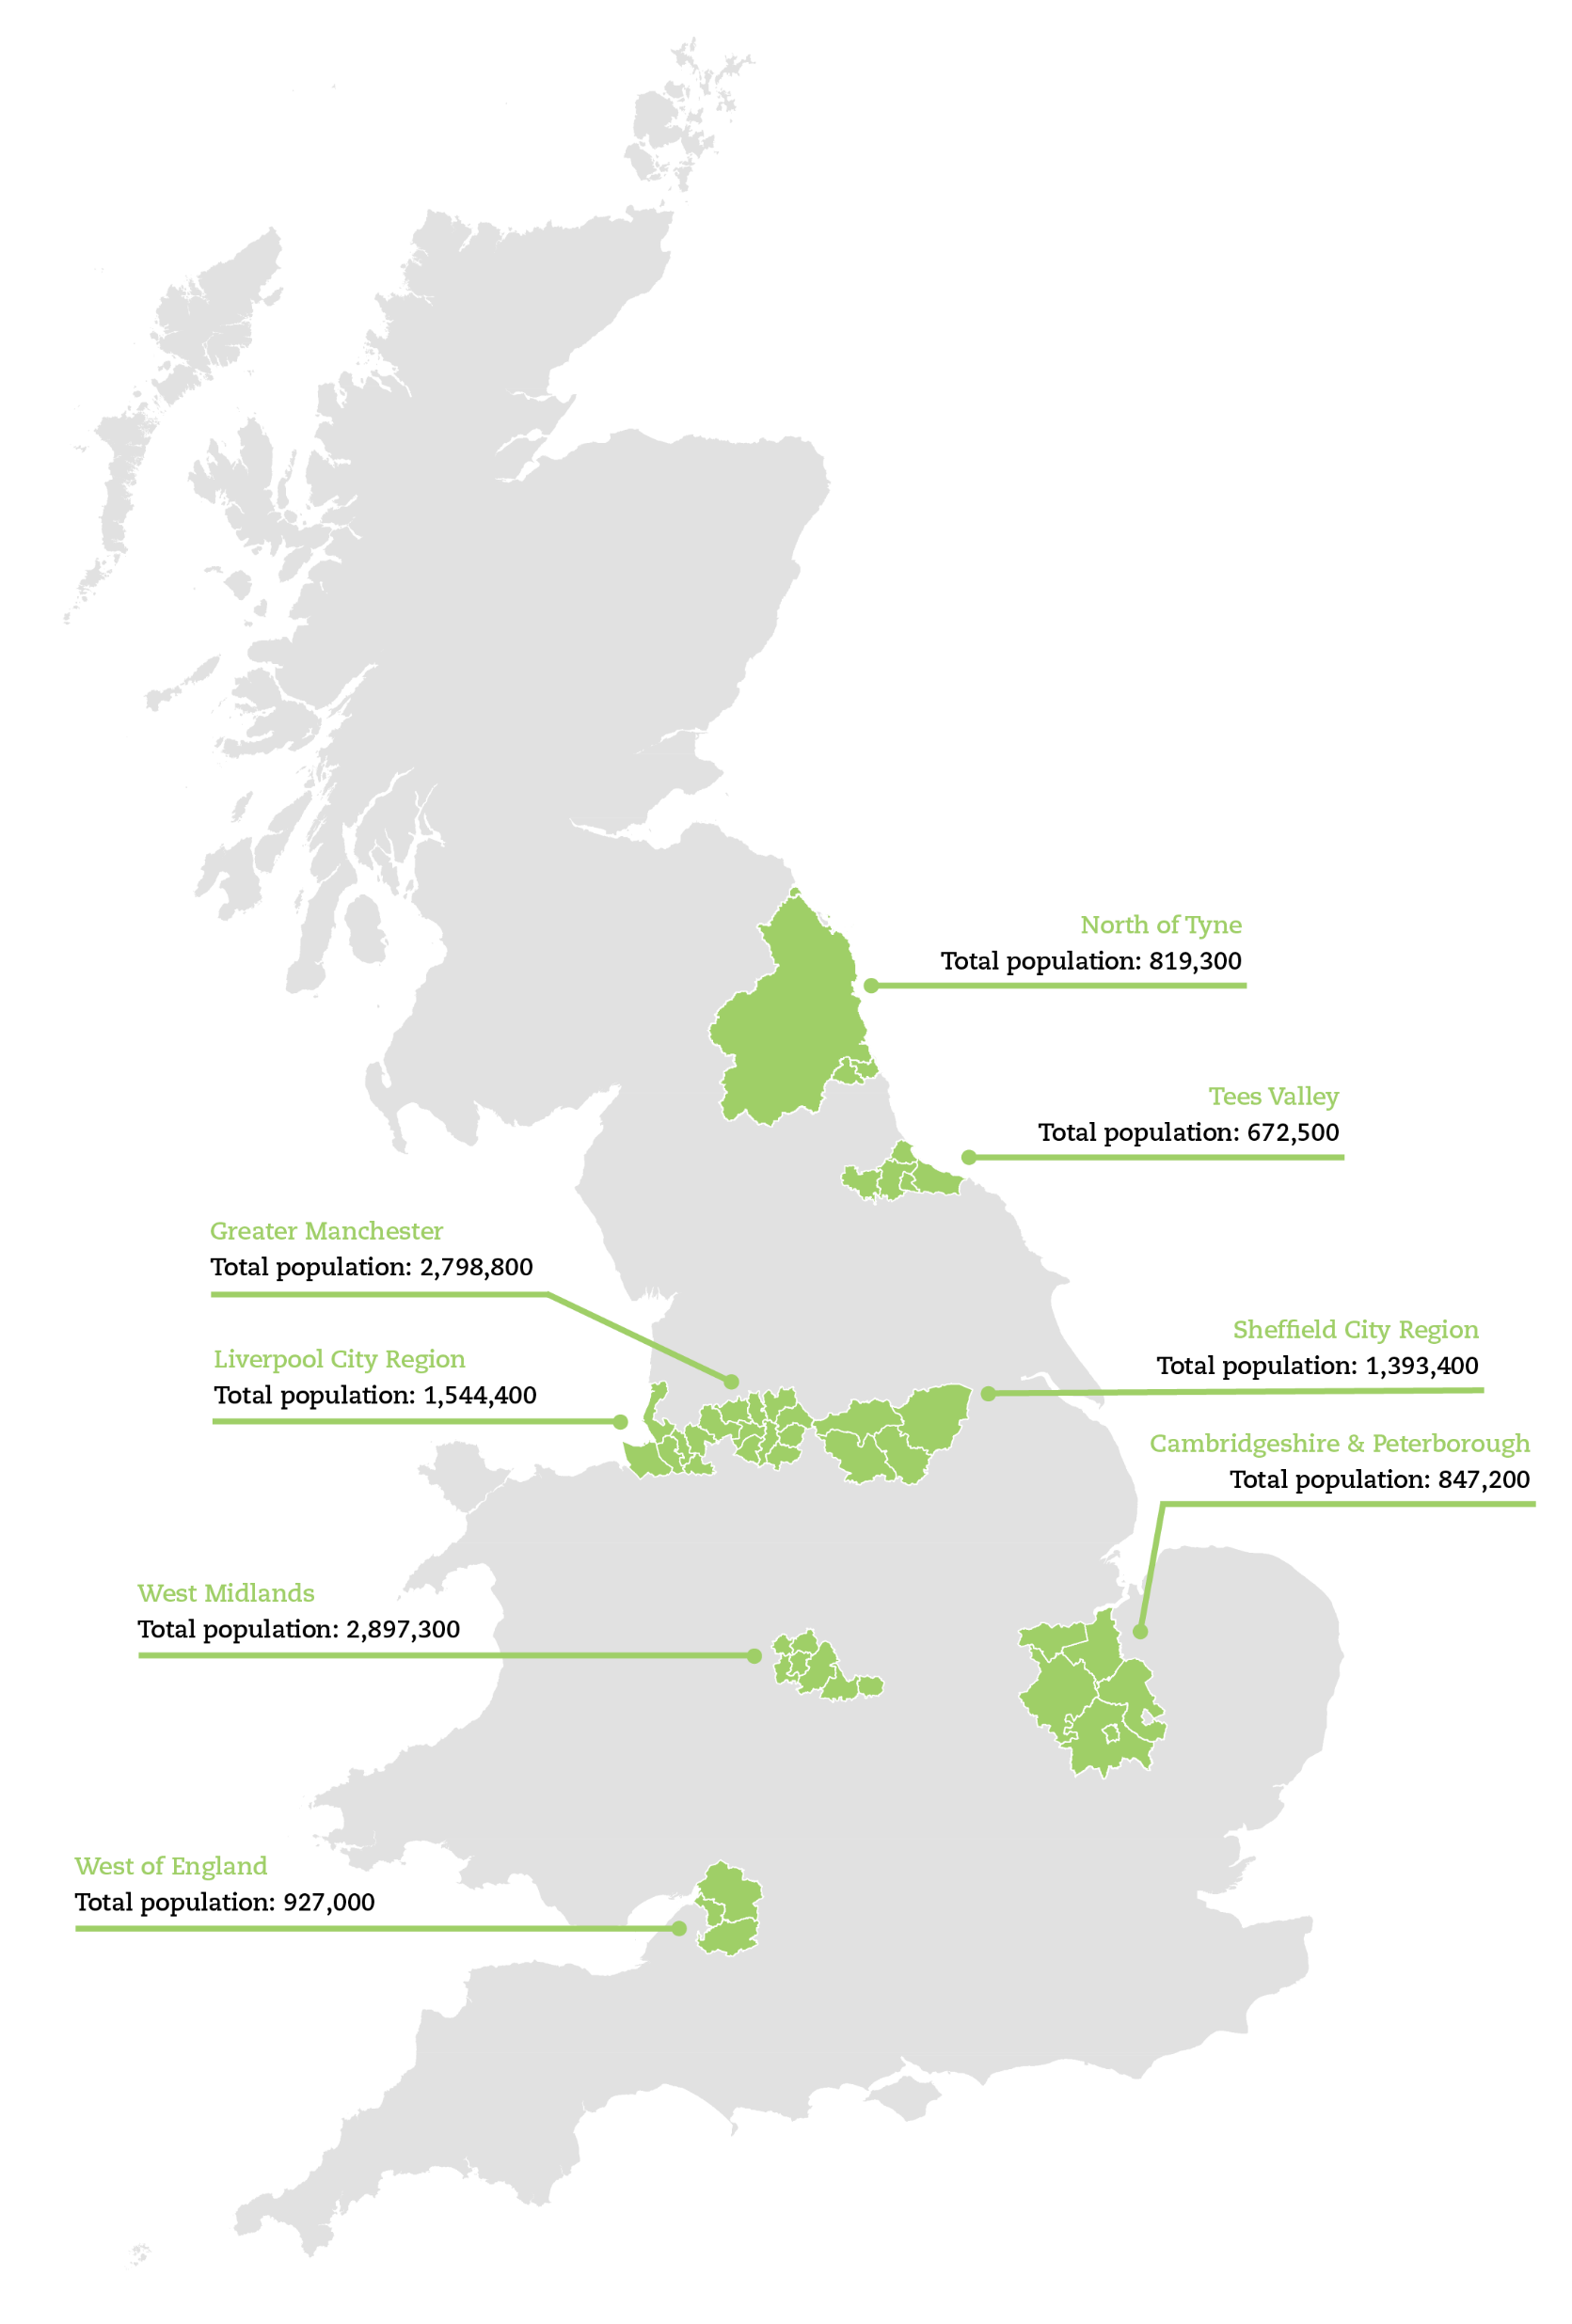 North of Tyne
Total population: 819,300
Tees Valley
Total population: 672,500
Greater Manchester
Total population: 2,798,800
Sheffield City Region
Total population: 1,393,400
Liverpool City Region
Total population: 1,544,400
Cambridgeshire & Peterborough
Total population: 847,200
West Midlands
Total population: 2,897,300
West of England
Total population: 927,000